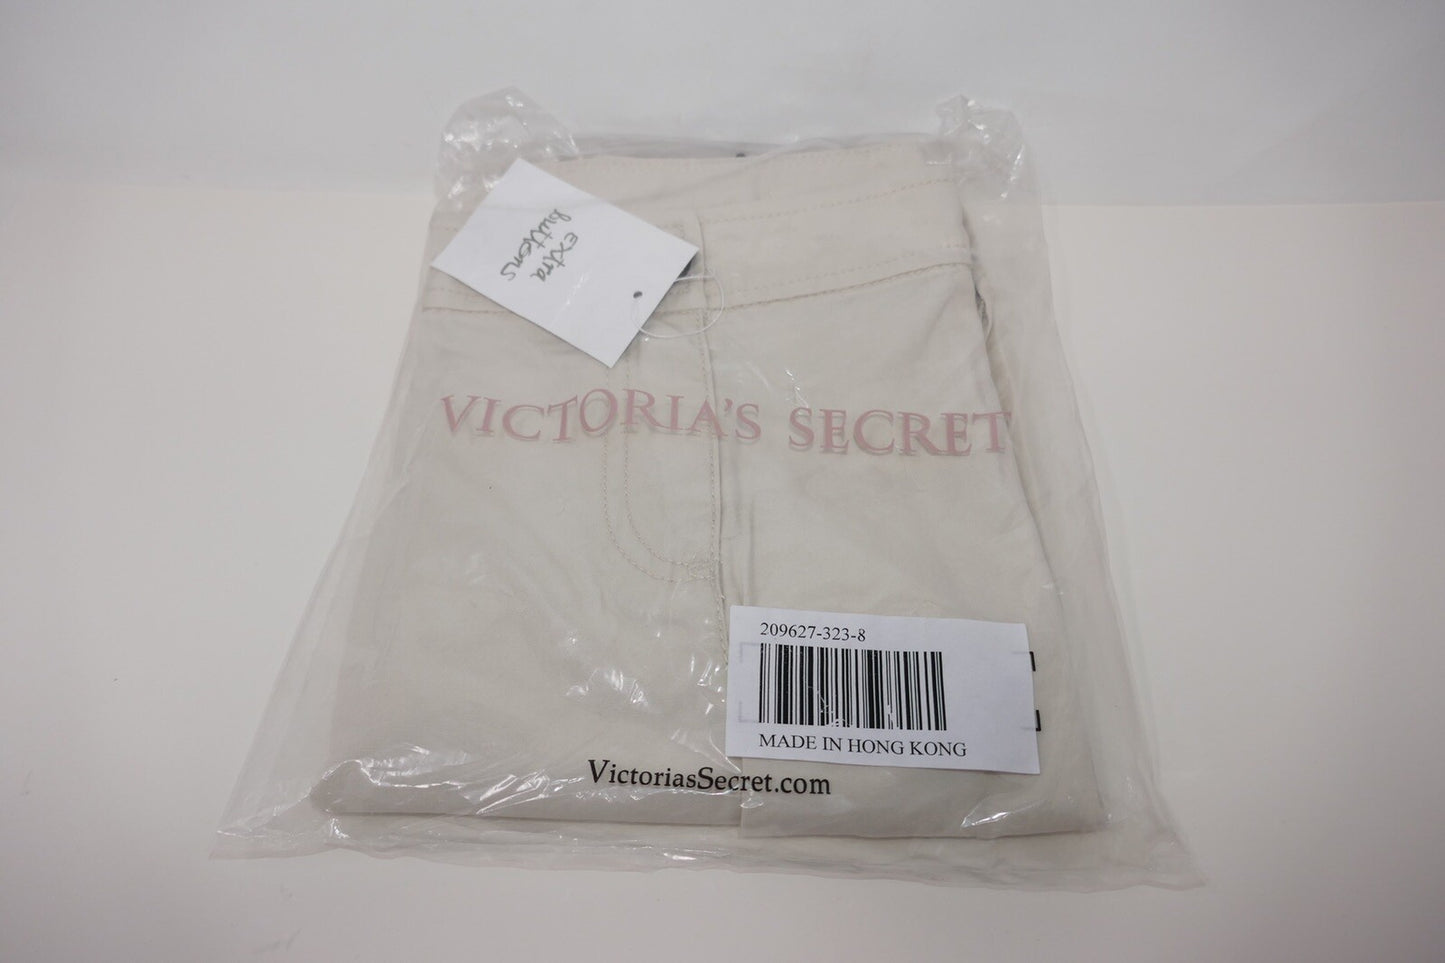 extra
buttons
VICTORIA'S SECRET
209627-323-8
MADE IN HONG KONG
VictoriasSecret.com